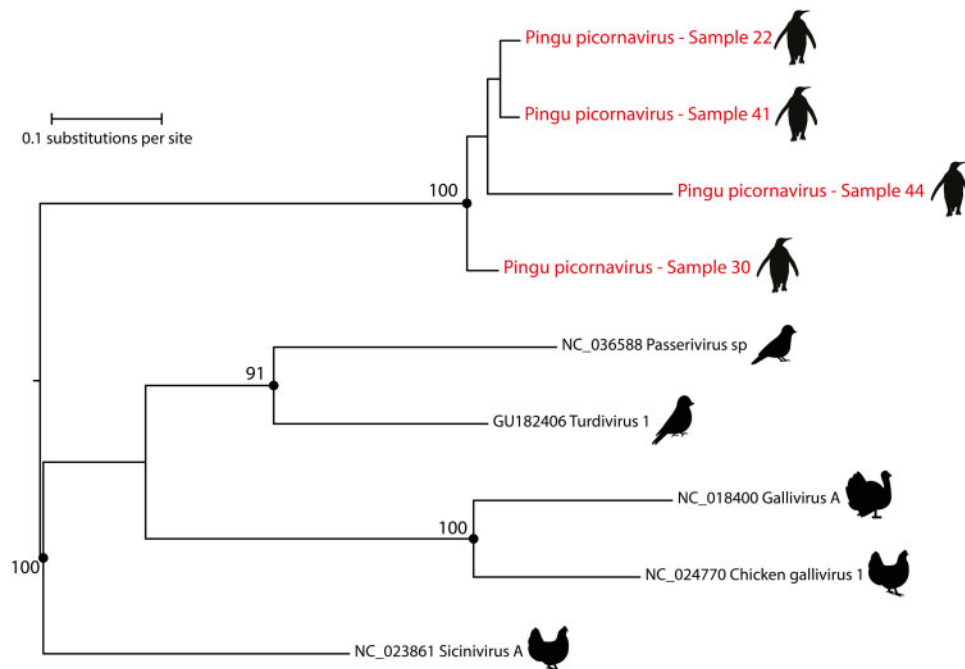 Pingu picornavirus - Sample 22
Pingu picornavirus - Sample 41
0.1 substitutions per site
100
Pingu picornavirus - Sample 44
Pingu picornavirus - Sample 30
NC_036588 Passerivirus sp
91
GU182406 Turdivirus 1
NC_018400 Gallivirus A
100
100
NC_024770 Chicken gallivirus 1
NC_023861 Sicinivirus A